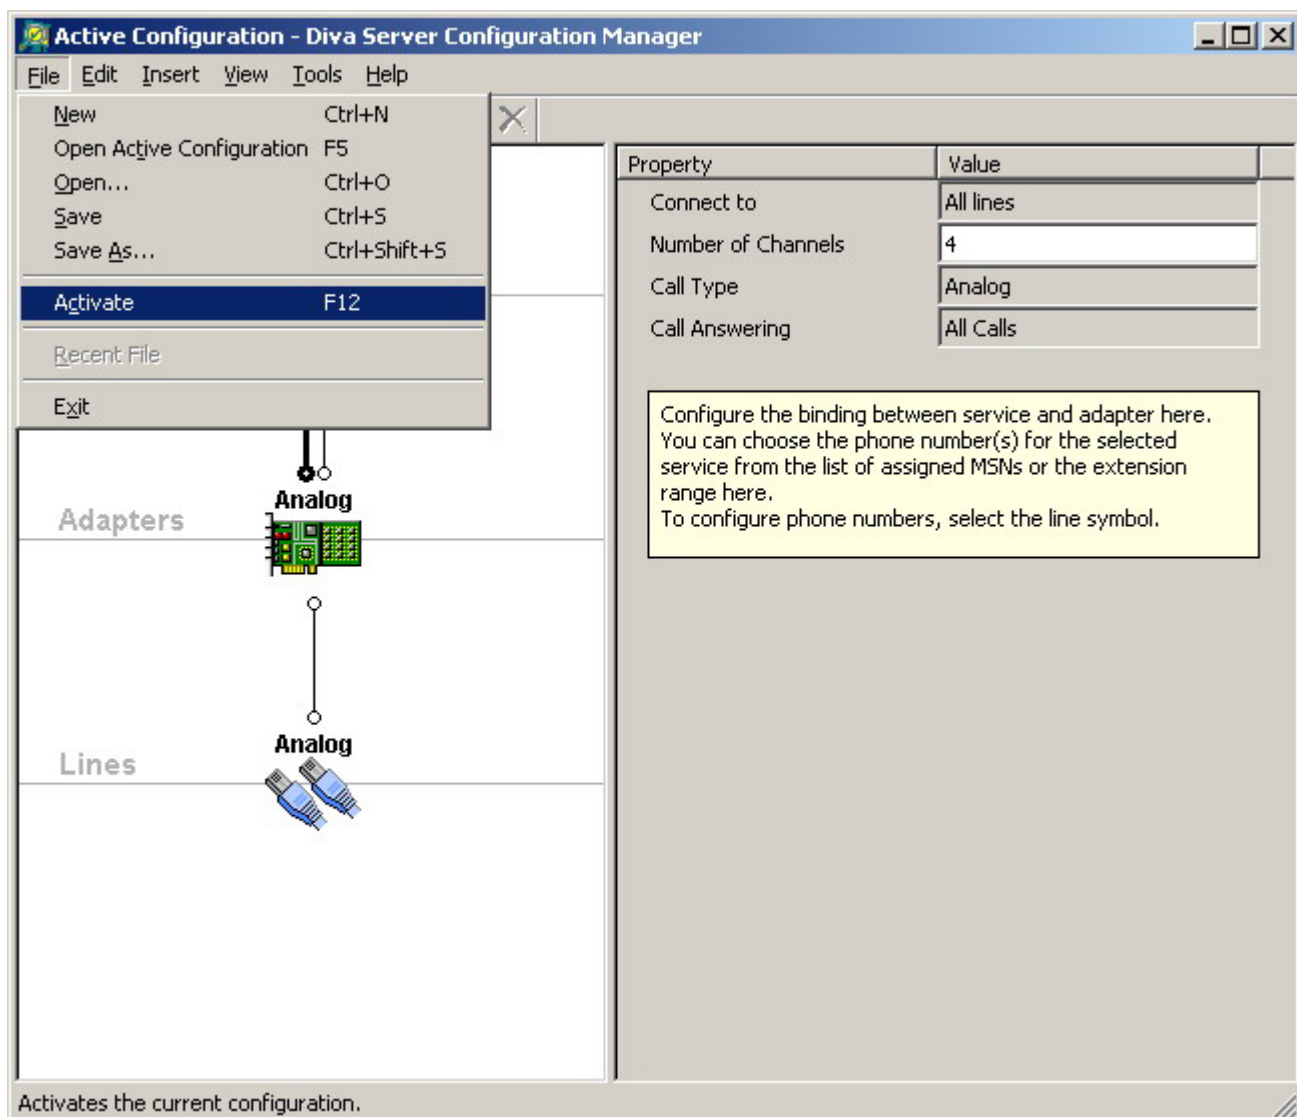 Active Configuration - Diva Server Configuration Manager
File Edit Insert View Tools Help
New Ctrl+N
Open Active Configuration F5
Open... Ctrl+O
Save Ctrl+S
Save As... Ctrl+Shift+S
Activate F12
Recent File
Exit
Analog
Adapters
Analog
Lines
Property Value
Connect to All lines
Number of Channels 4
Call Type Analog
Call Answering All Calls
Configure the binding between service and adapter here.
You can choose the phone number(s) for the selected
service from the list of assigned MSNs or the extension
range here.
To configure phone numbers, select the line symbol.
Activates the current configuration.